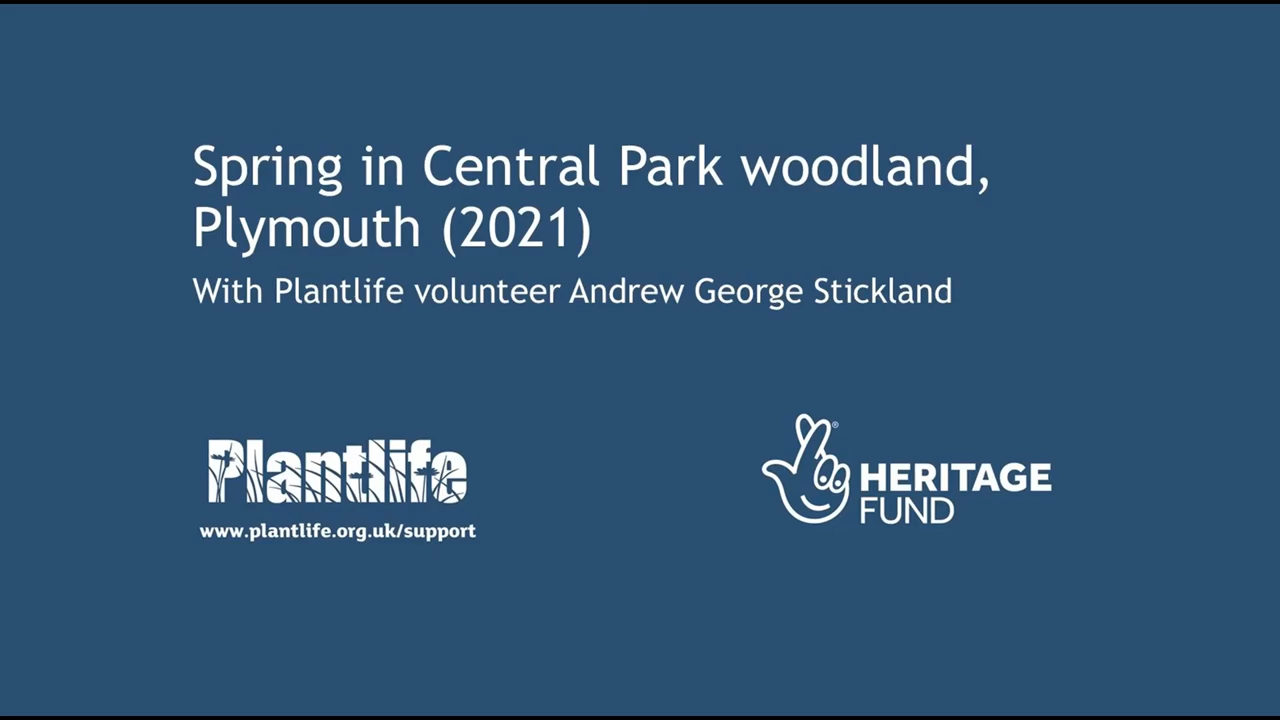 Spring in Central Park woodland,
Plymouth (2021)
With Plantlife volunteer Andrew George Stickland
Plantlife
www.plantlife.org.uk/support
HERITAGE
FUND